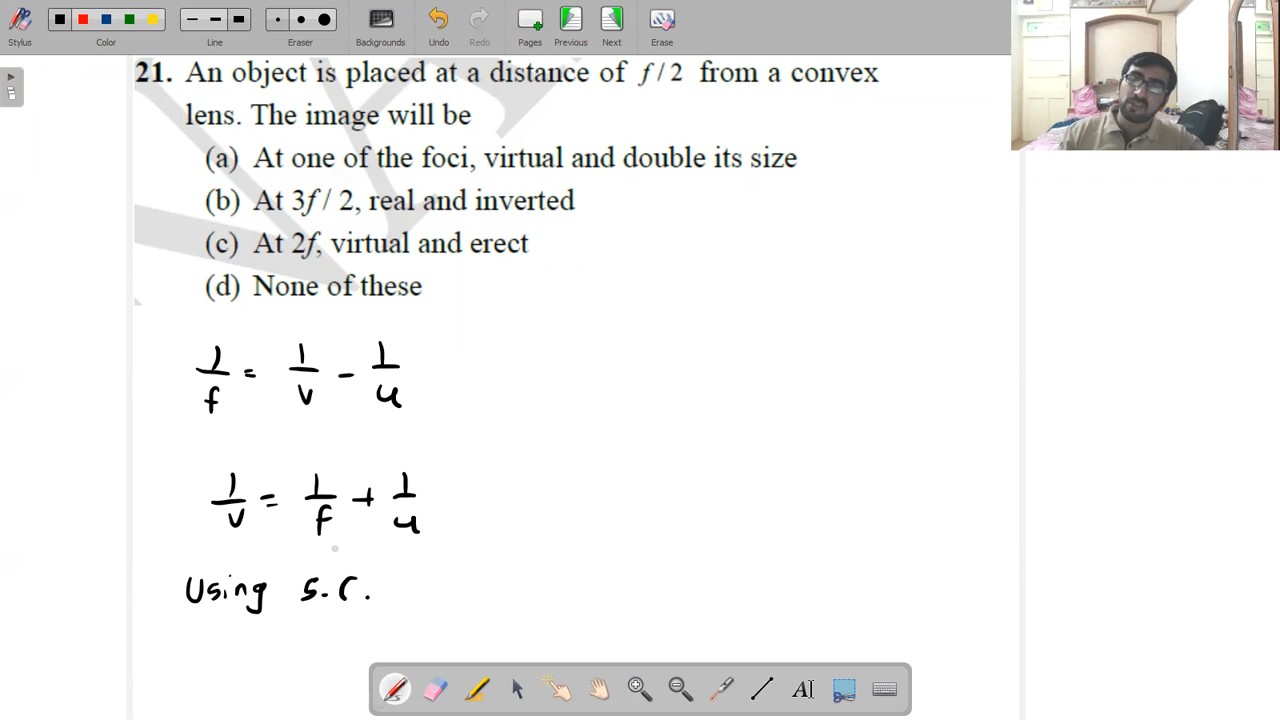 Stylus Color Line Eraser Backgrounds Undo Redo Pages Previous Next Erase
21. An object is placed at a distance of f / 2 from a convex
lens. The image will be
(a) At one of the foci, virtual and double its size
(b) At 3f / 2, real and inverted
(c) At 2f, virtual and erect
(d) None of these
1/f = 1/v - 1/u
1/v = 1/f + 1/u
Using S.C.